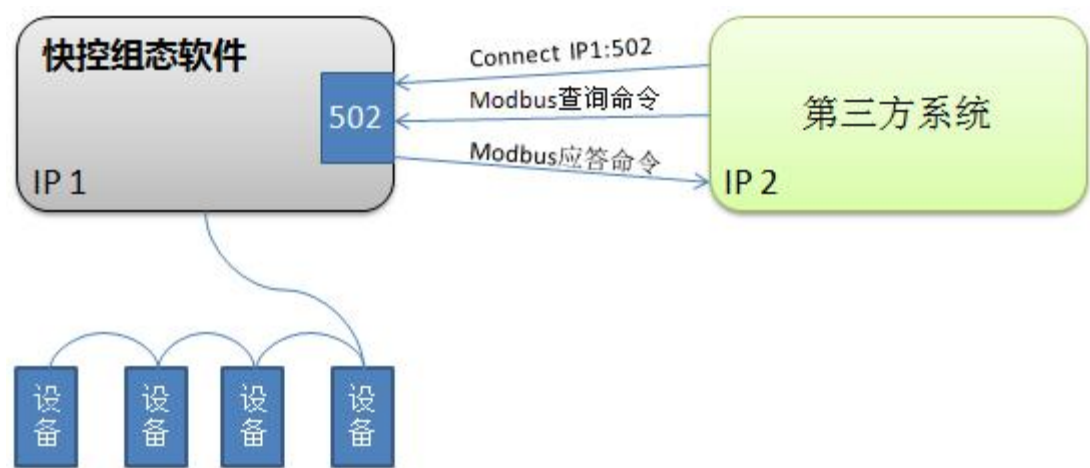 快控组态软件
502
IP 1
Connect IP1:502
Modbus查询命令
Modbus应答命令
第三方系统
IP 2
设备
设备
设备
设备